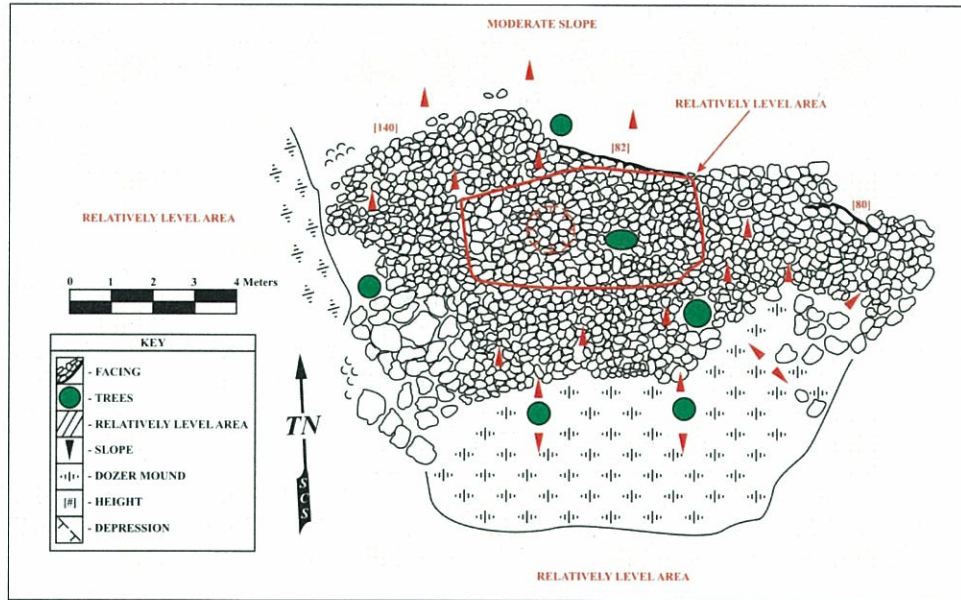 MODERATE SLOPE
RELATIVELY LEVEL AREA
[140]
[82]
[80]
RELATIVELY LEVEL AREA
0 1 2 3 4 Meters
KEY
- FACING
- TREES
- RELATIVELY LEVEL AREA
- SLOPE
- DOZER MOUND
[#] - HEIGHT
- DEPRESSION
TN
SCS
RELATIVELY LEVEL AREA